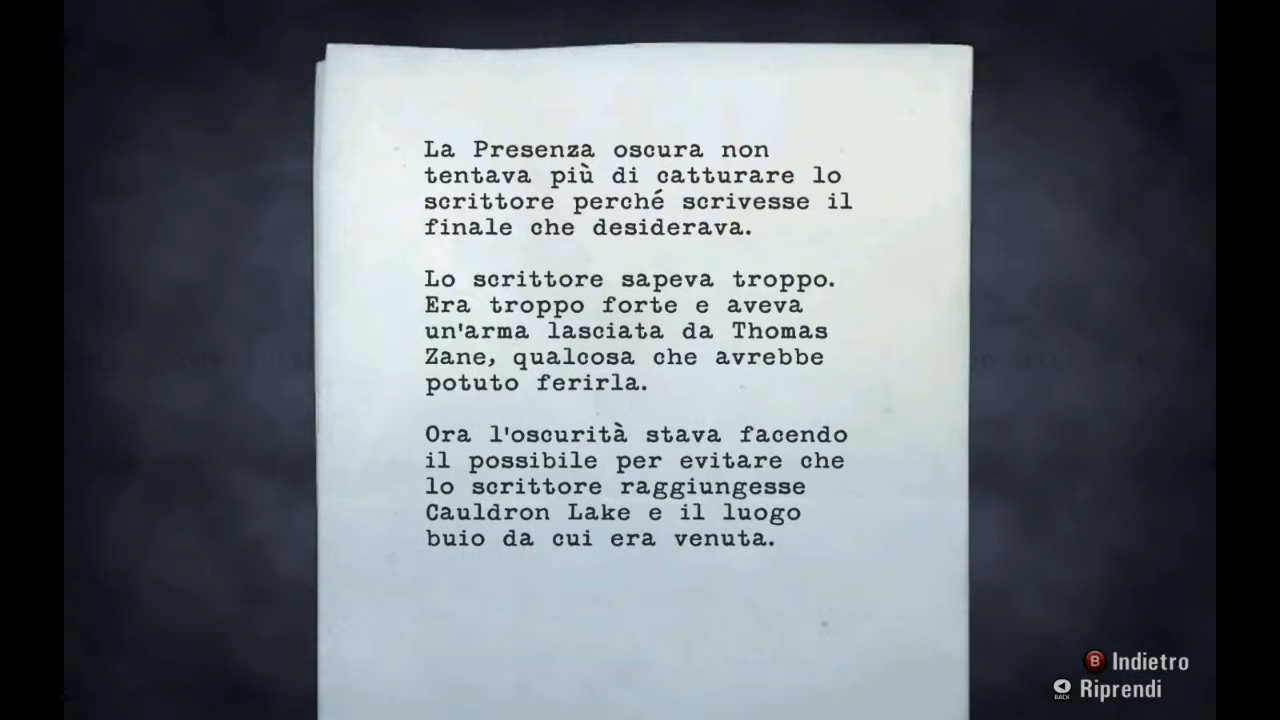 La Presenza oscura non
tentava più di catturare lo
scrittore perché scrivesse il
finale che desiderava.
Lo scrittore sapeva troppo.
Era troppo forte e aveva
un'arma lasciata da Thomas
Zane, qualcosa che avrebbe
potuto ferirla.
Ora l'oscurità stava facendo
il possibile per evitare che
lo scrittore raggiungesse
Cauldron Lake e il luogo
buio da cui era venuta.
B Indietro
BACK Riprendi